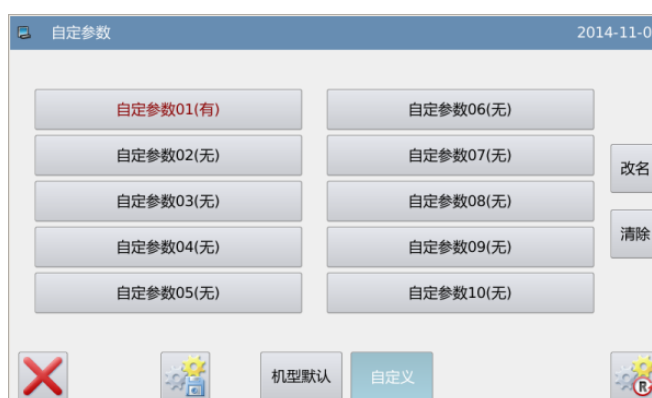 自定参数 2014-11-0
自定参数01(有) 自定参数06(无)
自定参数02(无) 自定参数07(无)
改名
自定参数03(无) 自定参数08(无)
清除
自定参数04(无) 自定参数09(无)
自定参数05(无) 自定参数10(无)
机型默认 自定义
R